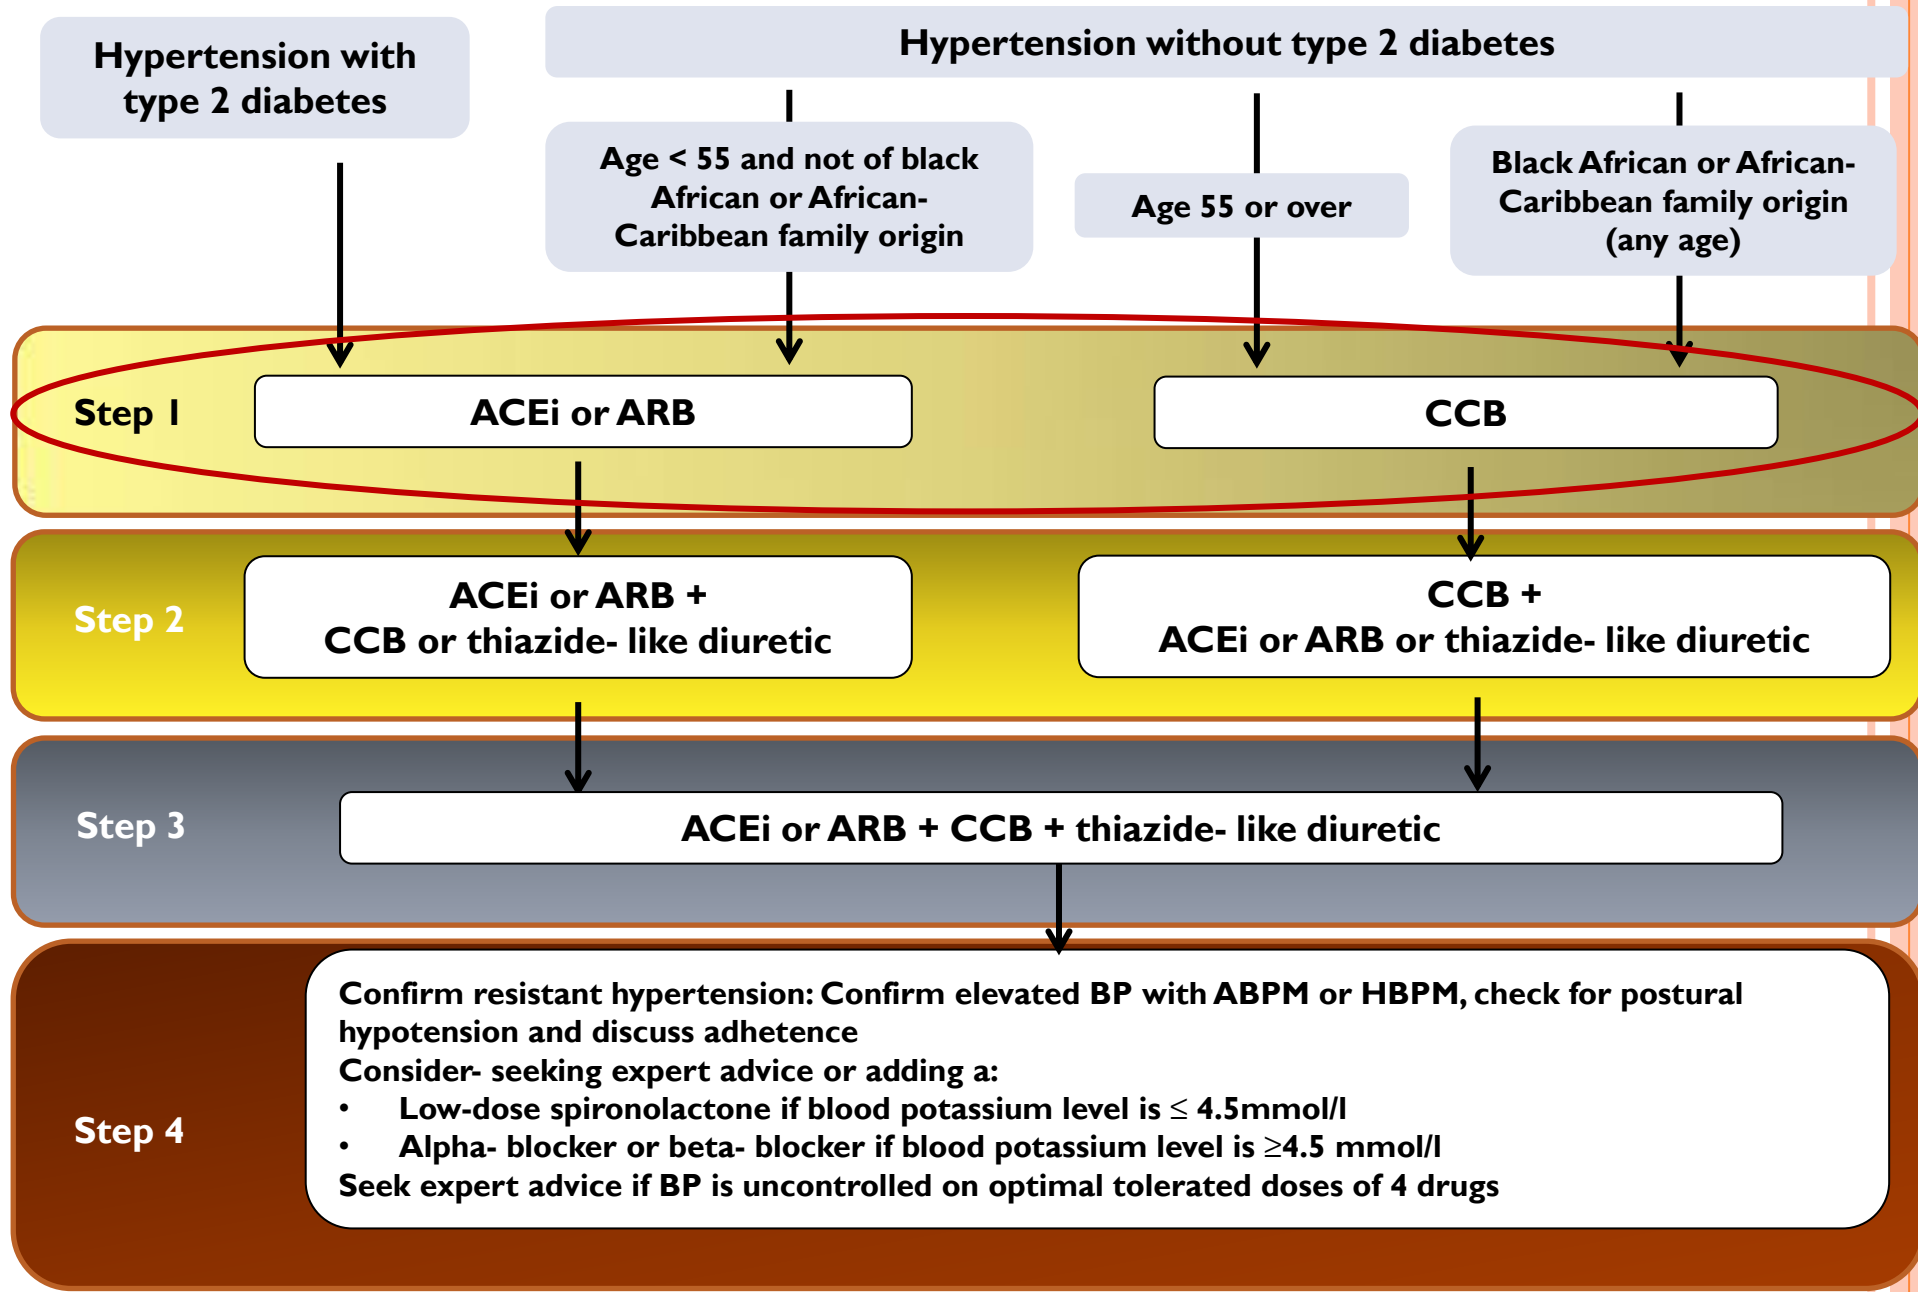 Hypertension with
type 2 diabetes
Hypertension without type 2 diabetes
Age < 55 and not of black
African or African-
Caribbean family origin
Age 55 or over
Black African or African-
Caribbean family origin
(any age)
Step 1
ACEi or ARB
CCB
Step 2
ACEi or ARB +
CCB or thiazide- like diuretic
CCB +
ACEi or ARB or thiazide- like diuretic
Step 3
ACEi or ARB + CCB + thiazide- like diuretic
Step 4
Confirm resistant hypertension: Confirm elevated BP with ABPM or HBPM, check for postural
hypotension and discuss adhetence
Consider- seeking expert advice or adding a:
• Low-dose spironolactone if blood potassium level is ≤ 4.5mmol/l
• Alpha- blocker or beta- blocker if blood potassium level is ≥4.5 mmol/l
Seek expert advice if BP is uncontrolled on optimal tolerated doses of 4 drugs